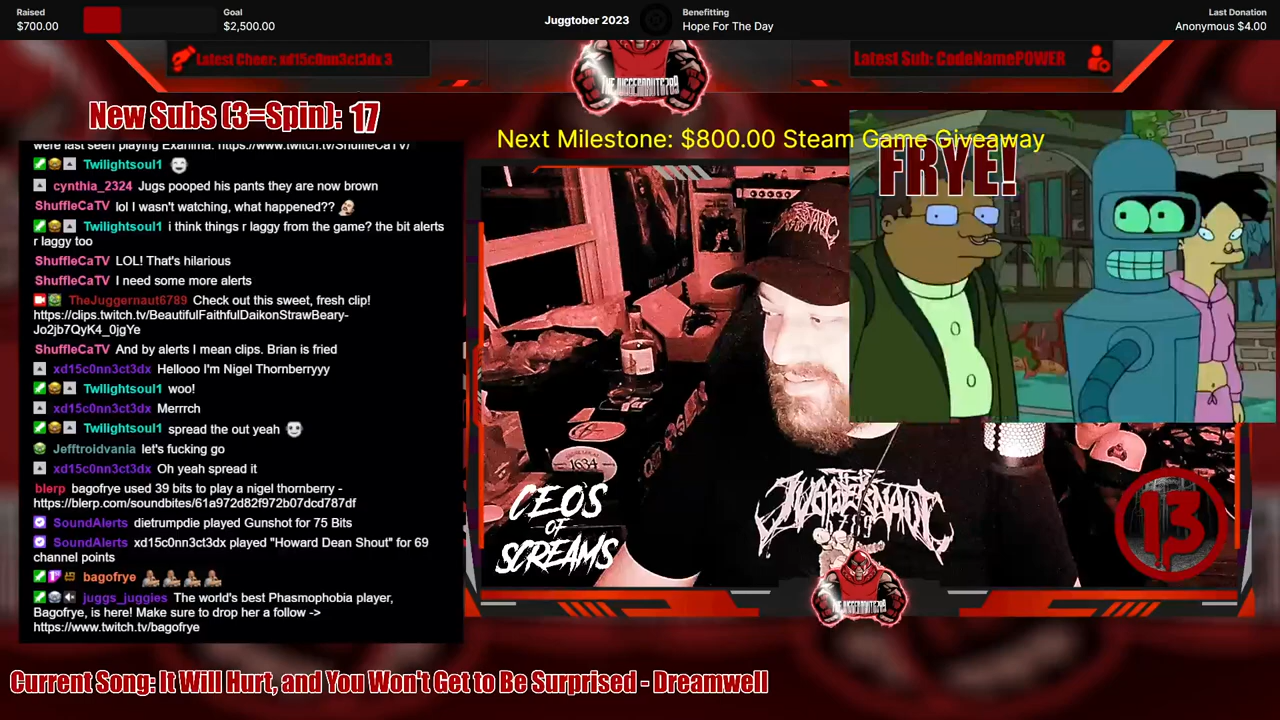 Raised
$700.00
Goal
$2,500.00
Juggtober 2023
Benefitting
Hope For The Day
Last Donation
Anonymous $4.00
Latest Cheer: xd15c0nn3ct3dx 3
THEJUGGERNAUT6789
Latest Sub: CodeNamePOWER
New Subs (3=Spin): 17
Next Milestone: $800.00 Steam Game Giveaway
FRYE!
were last seen playing Exanima. https://www.twitch.tv/ShuffleCaTV/
Twilightsoul1
cynthia_2324 Jugs pooped his pants they are now brown
ShuffleCaTV lol I wasn't watching, what happened??
Twilightsoul1 i think things r laggy from the game? the bit alerts
r laggy too
ShuffleCaTV LOL! That's hilarious
ShuffleCaTV I need some more alerts
TheJuggernaut6789 Check out this sweet, fresh clip!
https://clips.twitch.tv/BeautifulFaithfulDaikonStrawBeary-
Jo2jb7QyK4_0jgYe
ShuffleCaTV And by alerts I mean clips. Brian is fried
xd15c0nn3ct3dx Hellooo I'm Nigel Thornberryyy
Twilightsoul1 woo!
xd15c0nn3ct3dx Merrrch
Twilightsoul1 spread the out yeah
Jefftroidvania let's fucking go
xd15c0nn3ct3dx Oh yeah spread it
blerp bagofrye used 39 bits to play a nigel thornberry -
https://blerp.com/soundbites/61a972d82f972b07dcd787df
SoundAlerts dietrumpdie played Gunshot for 75 Bits
SoundAlerts xd15c0nn3ct3dx played "Howard Dean Shout" for 69
channel points
bagofrye
juggs_juggies The world's best Phasmophobia player,
Bagofrye, is here! Make sure to drop her a follow ->
https://www.twitch.tv/bagofrye
1634
CEO'S
OF
SCREAMS
THE
JUGGERNAUT
6789
13
THEJUGGERNAUT6789
Current Song: It Will Hurt, and You Won't Get to Be Surprised - Dreamwell